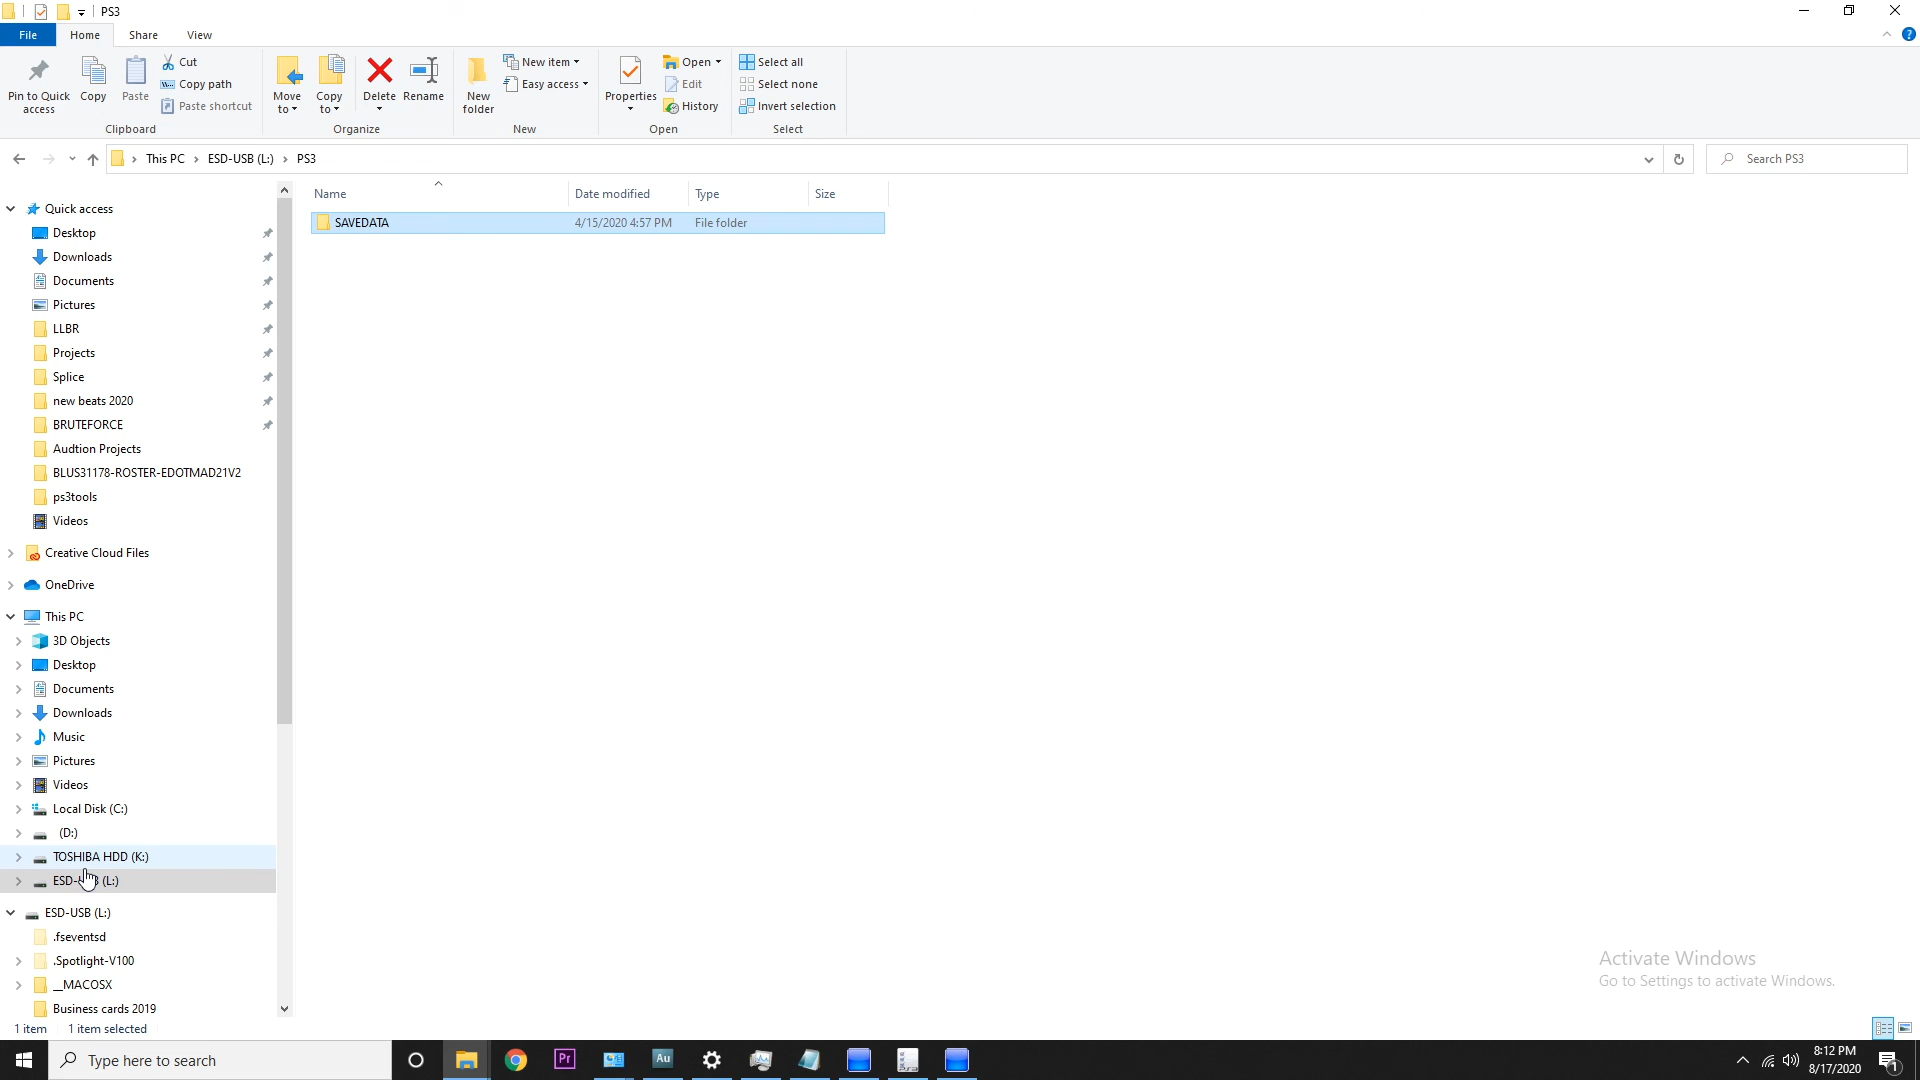 PS3
File Home Share View
Pin to Quick access
Copy
Paste
Cut
Copy path
Paste shortcut
Clipboard
Move to
Copy to
Delete
Rename
Organize
New folder
New item
Easy access
New
Properties
Open
Edit
History
Open
Select all
Select none
Invert selection
Select
This PC ESD-USB (L:) PS3
Search PS3
Name Date modified Type Size
SAVEDATA 4/15/2020 4:57 PM File folder
Quick access
Desktop
Downloads
Documents
Pictures
LLBR
Projects
Splice
new beats 2020
BRUTEFORCE
Audtion Projects
BLUS31178-ROSTER-EDOTMAD21V2
ps3tools
Videos
Creative Cloud Files
OneDrive
This PC
3D Objects
Desktop
Documents
Downloads
Music
Pictures
Videos
Local Disk (C:)
(D:)
TOSHIBA HDD (K:)
ESD-USB (L:)
ESD-USB (L:)
.fseventsd
.Spotlight-V100
__MACOSX
Business cards 2019
Activate Windows
Go to Settings to activate Windows.
1 item 1 item selected
Type here to search
Pr
Au
8:12 PM
8/17/2020
1